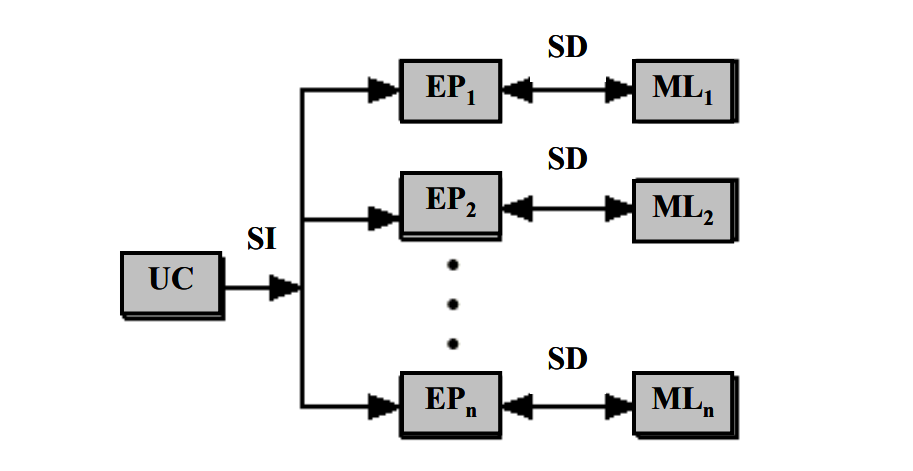 SD
EP₁ ML₁
SD
EP₂ ML₂
SI
UC
SD
EPₙ MLₙ